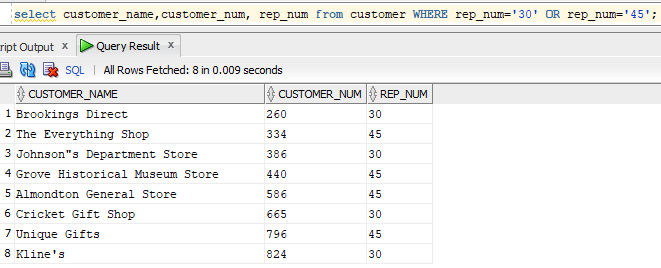 select customer_name,customer_num, rep_num from customer WHERE rep_num='30' OR rep_num='45';
ript Output x Query Result x
SQL | All Rows Fetched: 8 in 0.009 seconds
CUSTOMER_NAME CUSTOMER_NUM REP_NUM
1 Brookings Direct 260 30
2 The Everything Shop 334 45
3 Johnson"s Department Store 386 30
4 Grove Historical Museum Store 440 45
5 Almondton General Store 586 45
6 Cricket Gift Shop 665 30
7 Unique Gifts 796 45
8 Kline's 824 30